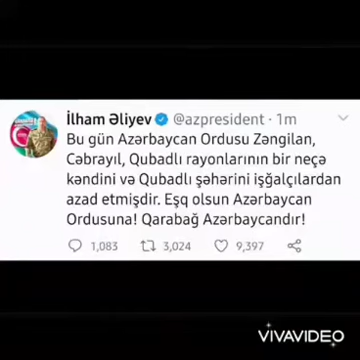 İlham Əliyev @azpresident · 1m
Bu gün Azərbaycan Ordusu Zəngilan,
Cəbrayıl, Qubadlı rayonlarının bir neçə
kəndini və Qubadlı şəhərini işğalçılardan
azad etmişdir. Eşq olsun Azərbaycan
Ordusuna! Qarabağ Azərbaycandır!
1,083 3,024 9,397
VIVAVIDEO